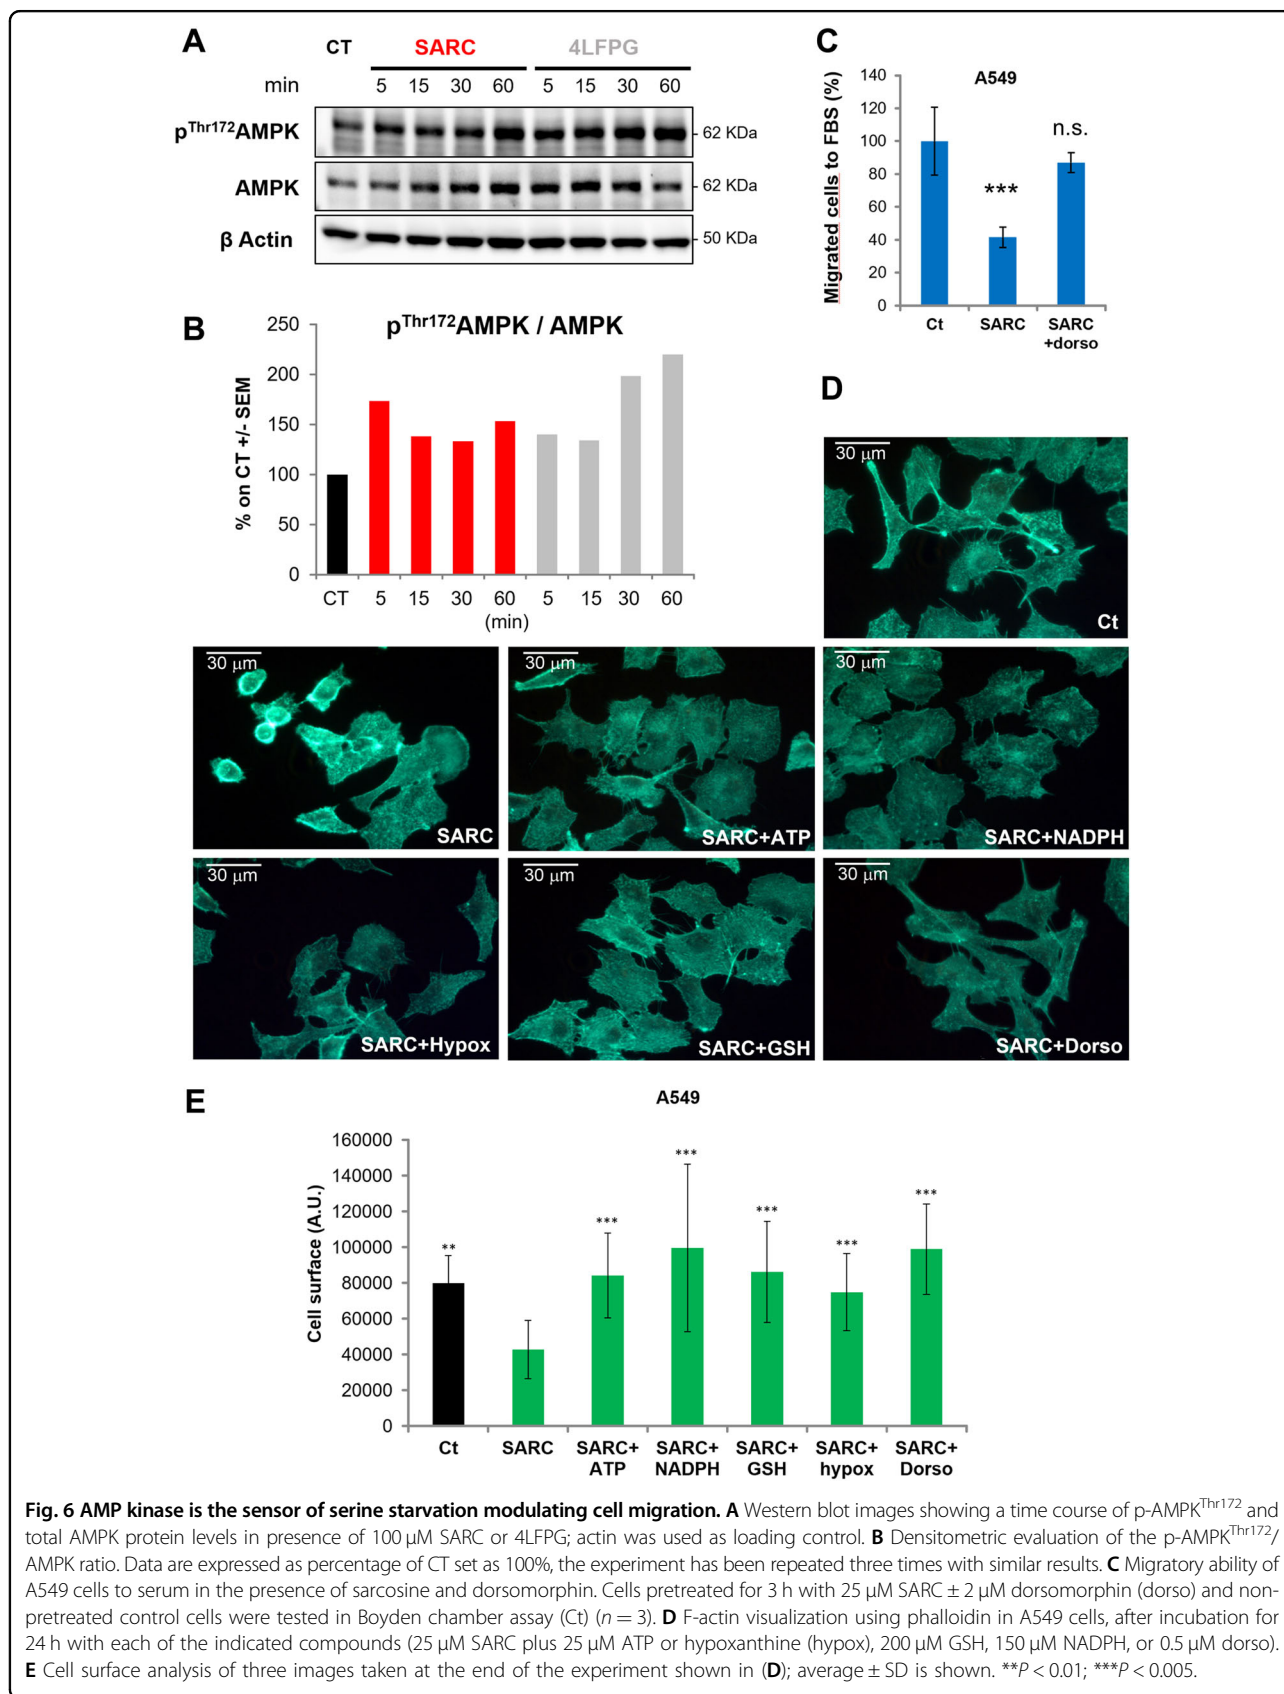 A
CT SARC 4LFPG
min 5 15 30 60 5 15 30 60
pThr172AMPK
- 62 KDa
AMPK
- 62 KDa
β Actin
- 50 KDa
C
A549
Migrated cells to FBS (%)
140
120
100
80
60
40
20
0
***
n.s.
Ct SARC SARC
+dorso
B
pThr172AMPK / AMPK
% on CT +/- SEM
250
200
150
100
50
0
CT 5 15 30 60 5 15 30 60
(min)
D
30 μm
Ct
30 μm
SARC
30 μm
SARC+ATP
30 μm
SARC+NADPH
30 μm
SARC+Hypox
30 μm
SARC+GSH
30 μm
SARC+Dorso
E
A549
Cell surface (A.U.)
160000
140000
120000
100000
80000
60000
40000
20000
0
**
***
***
***
***
***
Ct SARC SARC+ SARC+ SARC+ SARC+ SARC+
ATP NADPH GSH hypox Dorso
Fig. 6 AMP kinase is the sensor of serine starvation modulating cell migration. A Western blot images showing a time course of p-AMPKThr172 and
total AMPK protein levels in presence of 100 μM SARC or 4LFPG; actin was used as loading control. B Densitometric evaluation of the p-AMPKThr172/
AMPK ratio. Data are expressed as percentage of CT set as 100%, the experiment has been repeated three times with similar results. C Migratory ability of
A549 cells to serum in the presence of sarcosine and dorsomorphin. Cells pretreated for 3 h with 25 μM SARC ± 2 μM dorsomorphin (dorso) and non-
pretreated control cells were tested in Boyden chamber assay (Ct) (n = 3). D F-actin visualization using phalloidin in A549 cells, after incubation for
24 h with each of the indicated compounds (25 μM SARC plus 25 μM ATP or hypoxanthine (hypox), 200 μM GSH, 150 μM NADPH, or 0.5 μM dorso).
E Cell surface analysis of three images taken at the end of the experiment shown in (D); average ± SD is shown. **P < 0.01; ***P < 0.005.